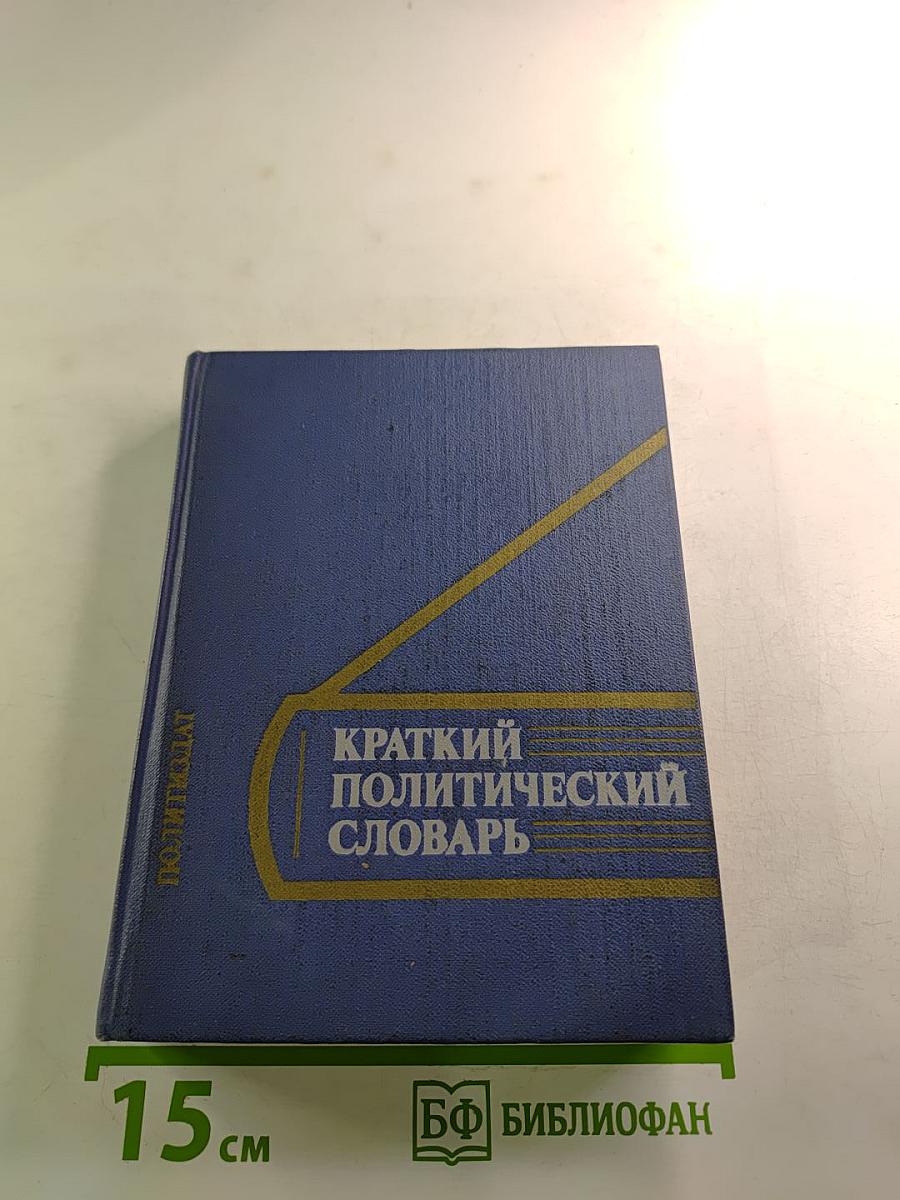 ПОЛИТИЗДАТ
КРАТКИЙ
ПОЛИТИЧЕСКИЙ
СЛОВАРЬ
15 см
БФ БИБЛИОФАН